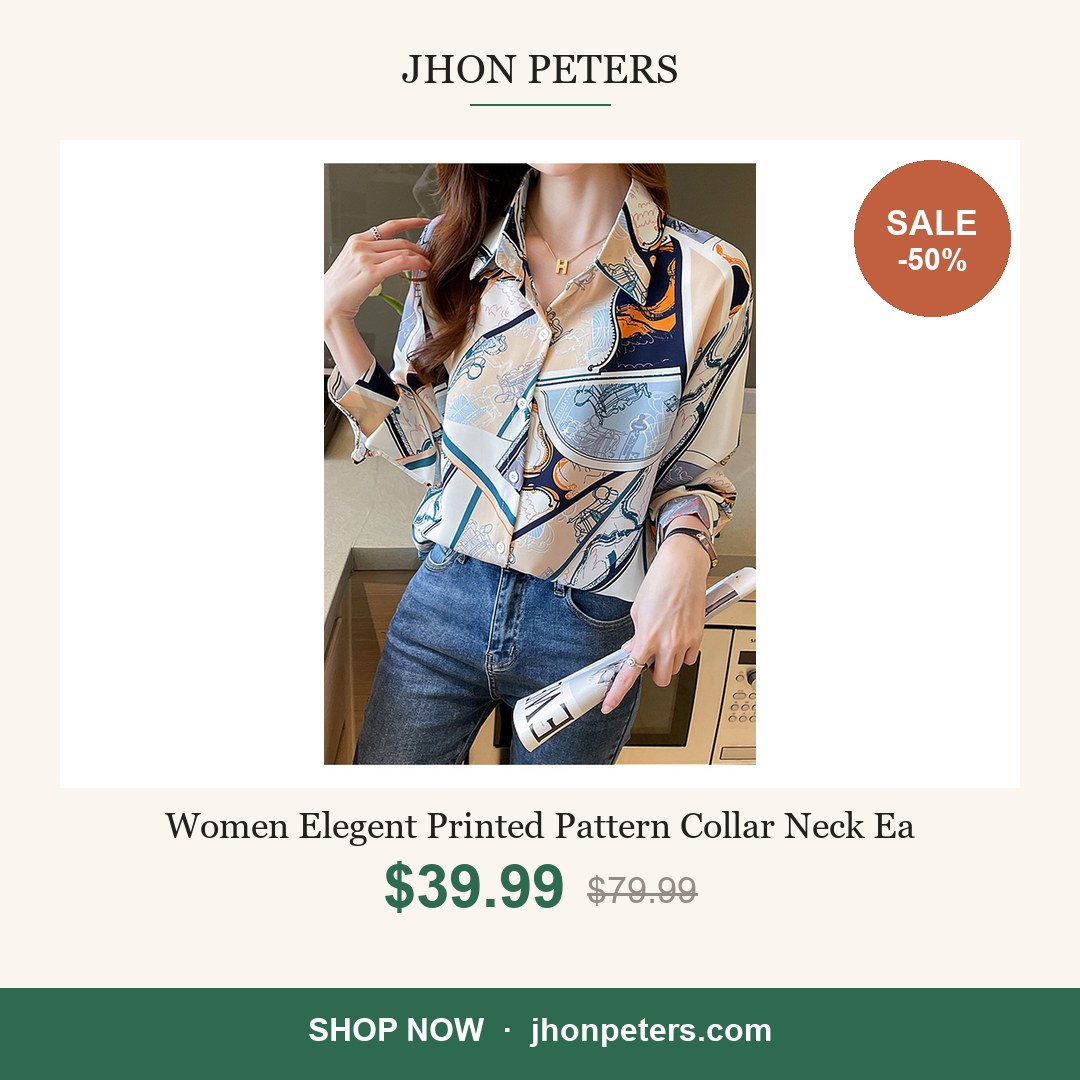 JHON PETERS
SALE
-50%
H
Women Elegent Printed Pattern Collar Neck Ea
$39.99 $79.99
SHOP NOW · jhonpeters.com